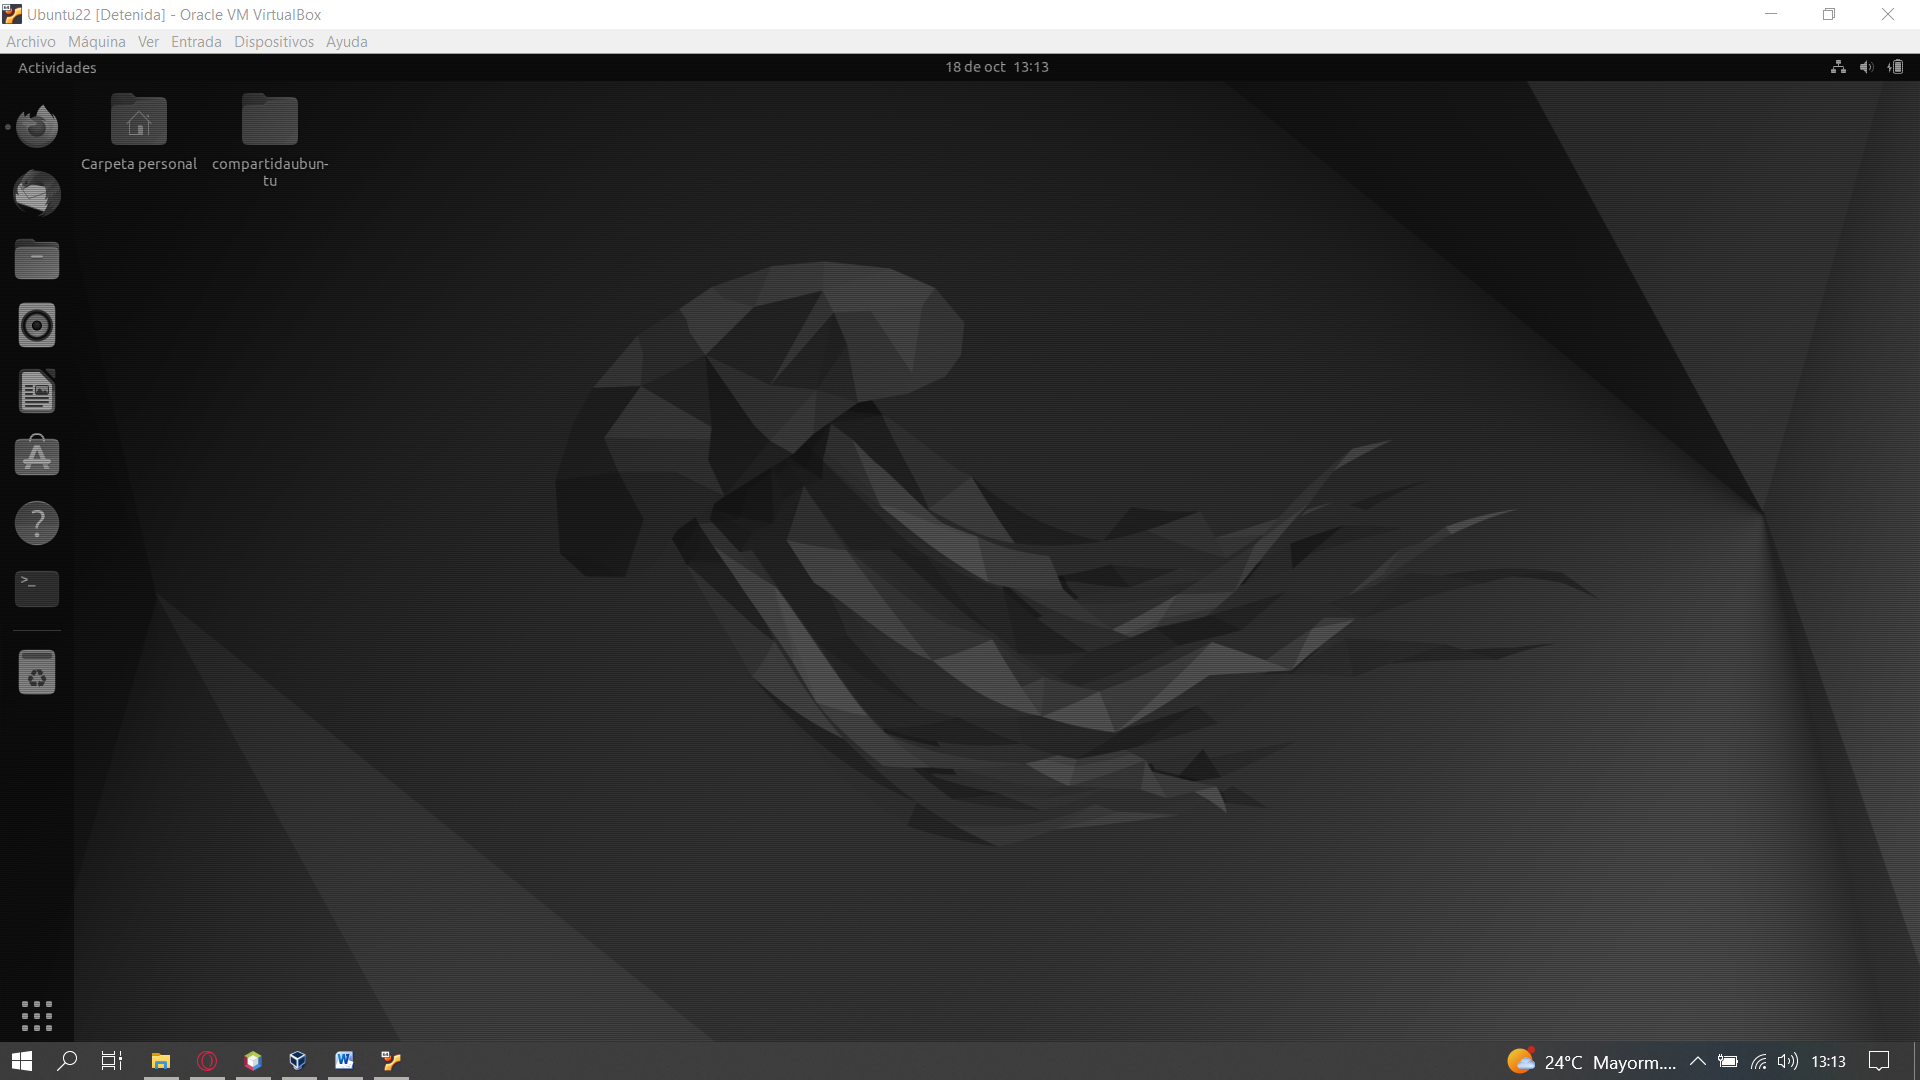 Ubuntu22 [Detenida] - Oracle VM VirtualBox
Archivo Máquina Ver Entrada Dispositivos Ayuda
Actividades 18 de oct 13:13
Carpeta personal
compartidaubun-
tu
24°C Mayorm.... 13:13